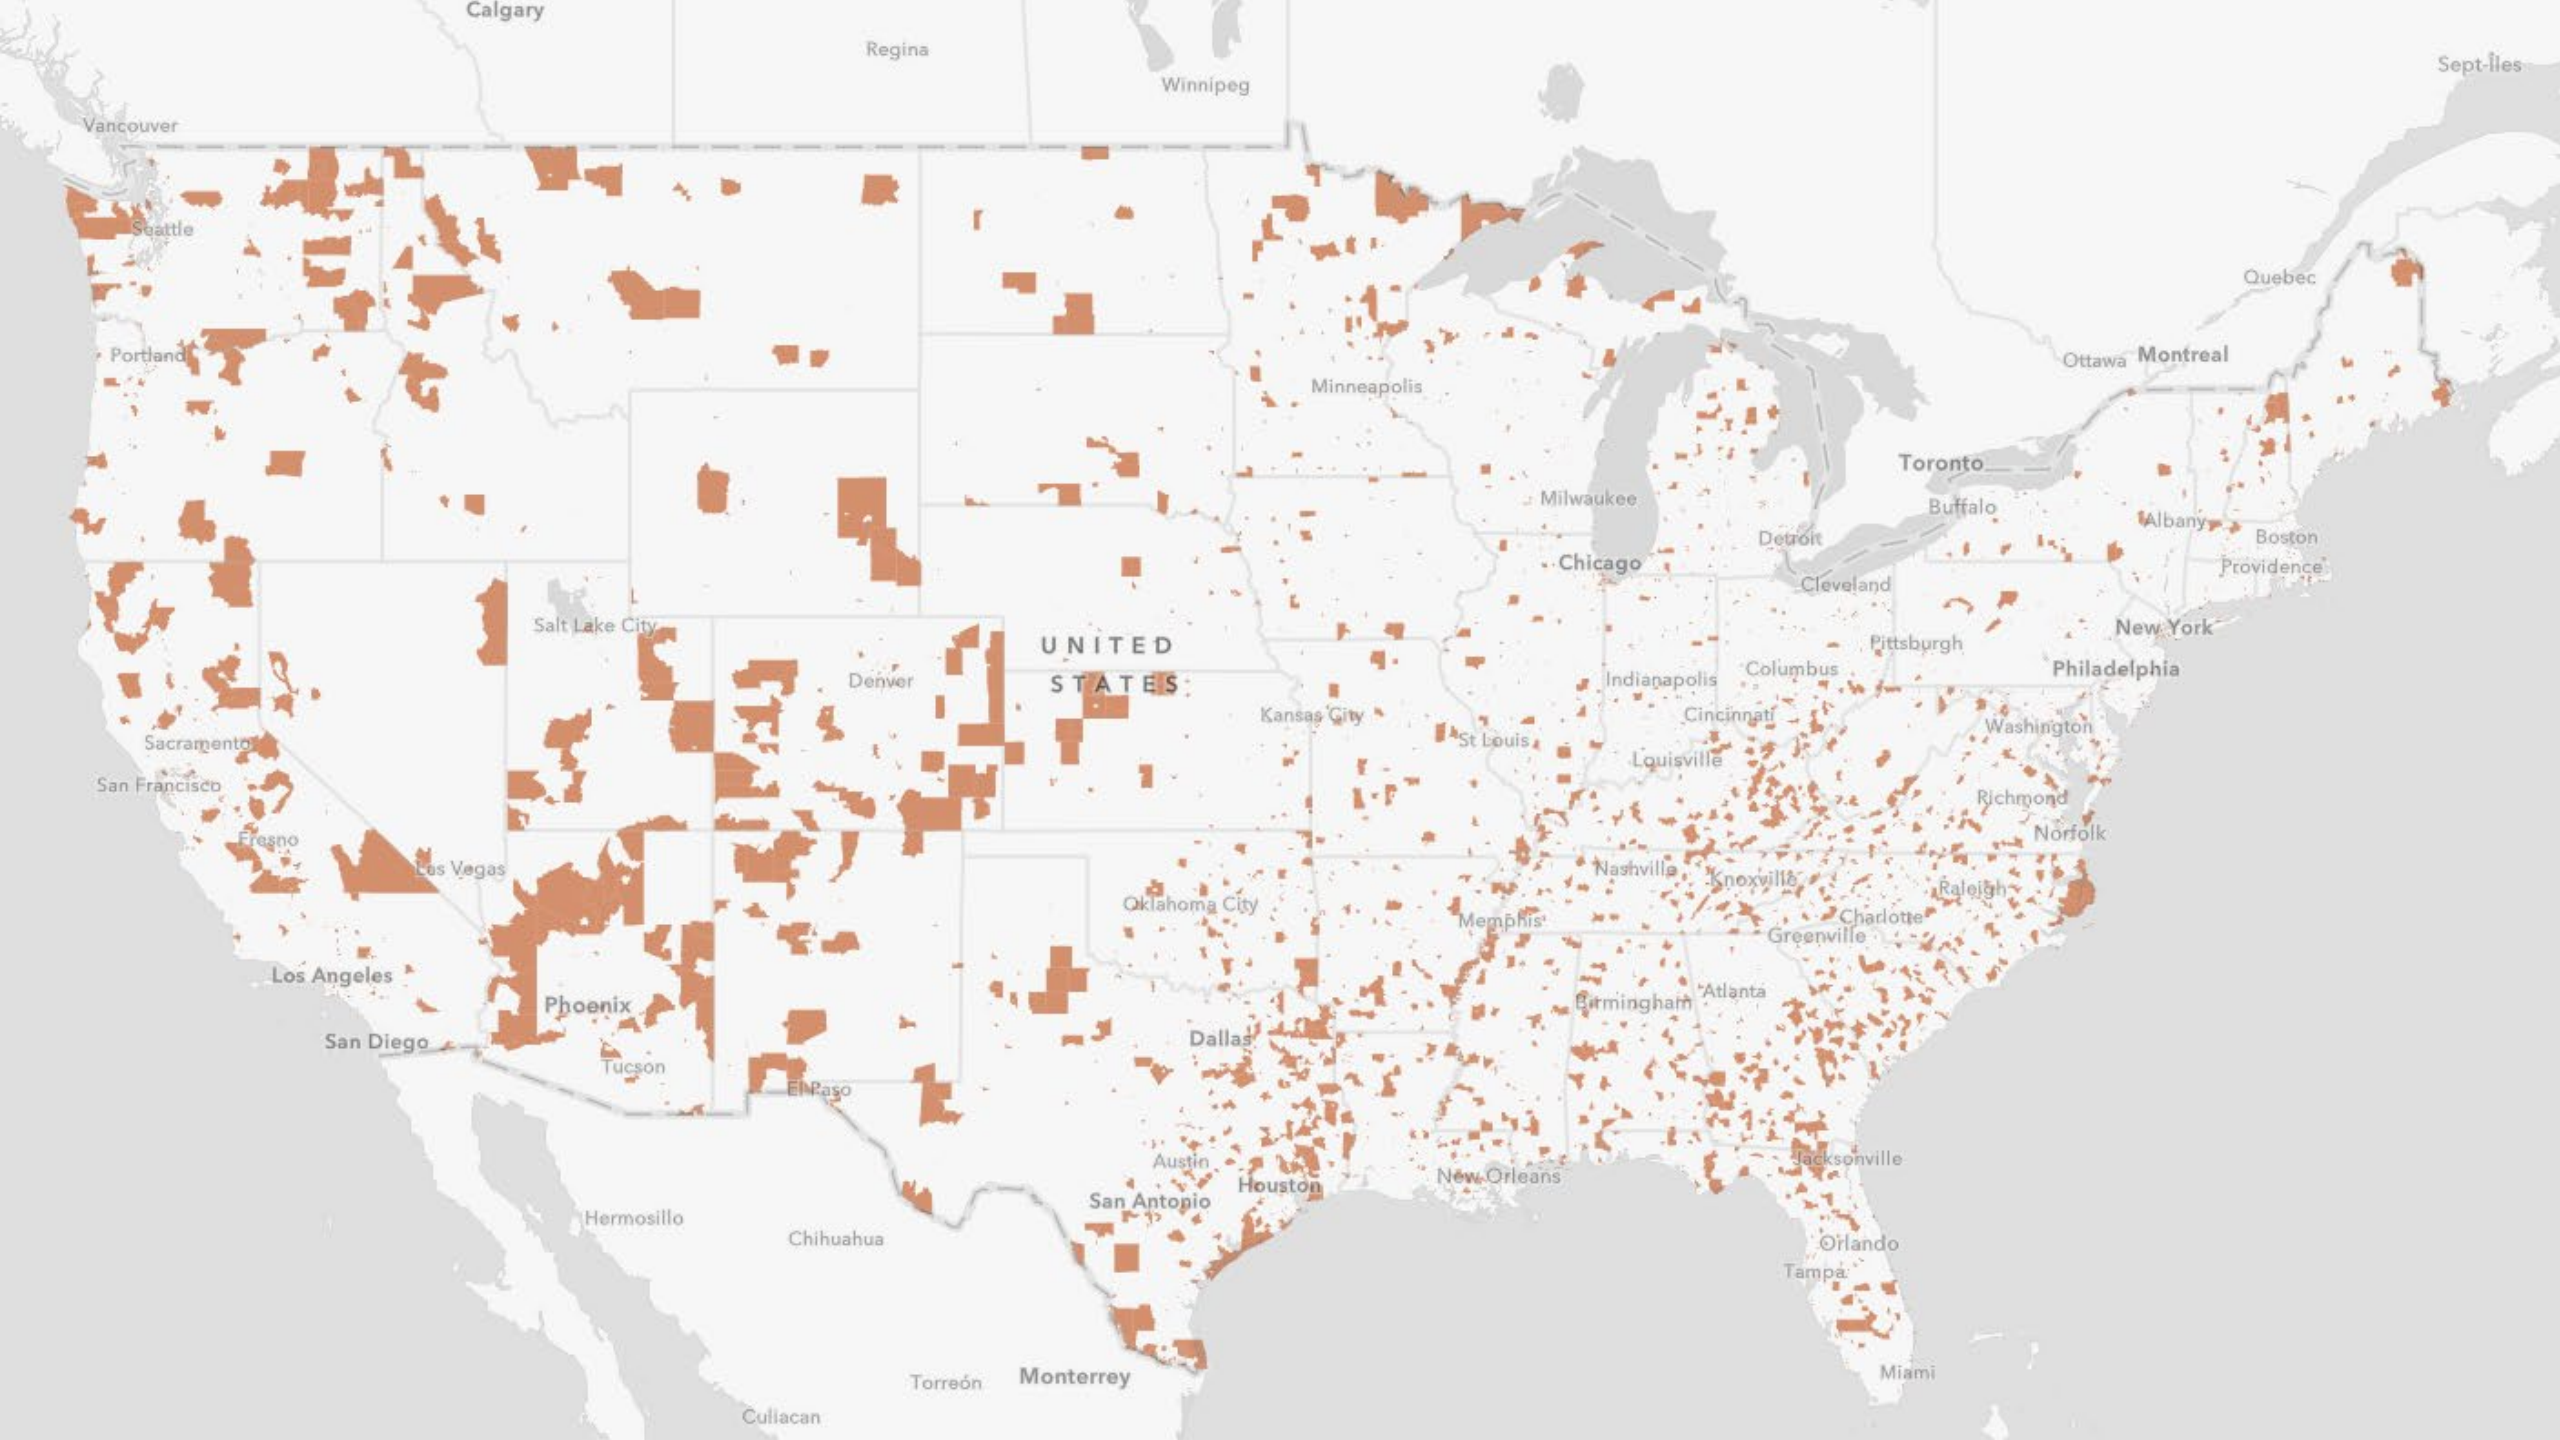 Calgary
Regina
Sept-Îles
Winnipeg
Vancouver
Seattle
Quebec
Portland
Ottawa
Montreal
Minneapolis
Toronto
Milwaukee
Buffalo
Albany
Detroit
Boston
Chicago
Providence
Cleveland
Salt Lake City
New York
UNITED
STATES
Pittsburgh
Philadelphia
Columbus
Denver
Indianapolis
Kansas City
Cincinnati
Washington
Sacramento
St Louis
Louisville
San Francisco
Richmond
Norfolk
Fresno
Las Vegas
Nashville
Knoxville
Raleigh
Oklahoma City
Memphis
Charlotte
Greenville
Los Angeles
Atlanta
Phoenix
Birmingham
San Diego
Dallas
Tucson
El Paso
Austin
Jacksonville
New Orleans
Houston
San Antonio
Hermosillo
Chihuahua
Orlando
Tampa
Miami
Monterrey
Torreón
Culiacan